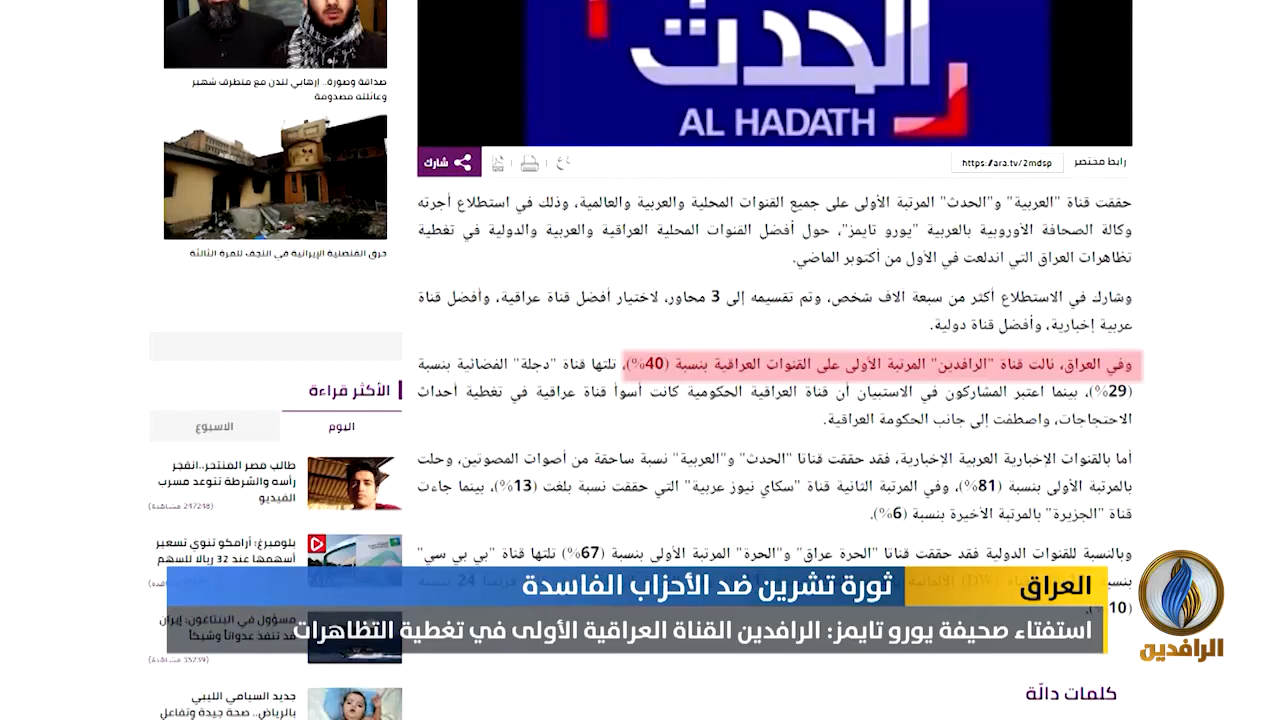 الحدث
AL HADATH
صداقة وصورة.. إرهابي لندن مع متطرف شهير
وعائلته مصدومة
حرق القنصلية الإيرانية في النجف للمرة الثالثة
رابط مختصر
https://ara.tv/2mdsp
شارك
حققت قناة "العربية" و"الحدث" المرتبة الأولى على جميع القنوات المحلية والعربية والعالمية، وذلك في استطلاع أجرته
وكالة الصحافة الأوروبية بالعربية "يورو تايمز"، حول أفضل القنوات المحلية العراقية والعربية والدولية في تغطية
تظاهرات العراق التي اندلعت في الأول من أكتوبر الماضي.
وشارك في الاستطلاع أكثر من سبعة الاف شخص، وتم تقسيمه إلى 3 محاور، لاختيار أفضل قناة عراقية، وأفضل قناة
عربية إخبارية، وأفضل قناة دولية.
وفي العراق، نالت قناة "الرافدين" المرتبة الأولى على القنوات العراقية بنسبة (40%)، تلتها قناة "دجلة" الفضائية بنسبة
(29%)، بينما اعتبر المشاركون في الاستبيان أن قناة العراقية الحكومية كانت أسوأ قناة عراقية في تغطية أحداث
الاحتجاجات، واصطفت إلى جانب الحكومة العراقية.
أما بالقنوات الإخبارية العربية الإخبارية، فقد حققت قناتا "الحدث" و"العربية" نسبة ساحقة من أصوات المصوتين، وحلت
بالمرتبة الأولى بنسبة (81%)، وفي المرتبة الثانية قناة "سكاي نيوز عربية" التي حققت نسبة بلغت (13%)، بينما جاءت
قناة "الجزيرة" بالمرتبة الأخيرة بنسبة (6%).
وبالنسبة للقنوات الدولية فقد حققت قناتا "الحرة عراق" و"الحرة" المرتبة الأولى بنسبة (67%) تلتها قناة "بي بي سي"
الأكثر قراءة
اليوم
الاسبوع
طالب مصر المنتحر..انفجر
رأسه والشرطة تتوعد مسرب
الفيديو
(247248 مشاهدة)
بلومبرغ: أرامكو تنوي تسعير
أسهمها عند 32 ريالا للسهم
مسؤول في البنتاغون: إيران
قد تنفذ عدواناً وشيكاً
(35239 مشاهدة)
جديد السيامي الليبي
بالرياض.. صحة جيدة وتفاعل
كلمات دالّة
العراق
ثورة تشرين ضد الأحزاب الفاسدة
استفتاء صحيفة يورو تايمز: الرافدين القناة العراقية الأولى في تغطية التظاهرات
الرافدين